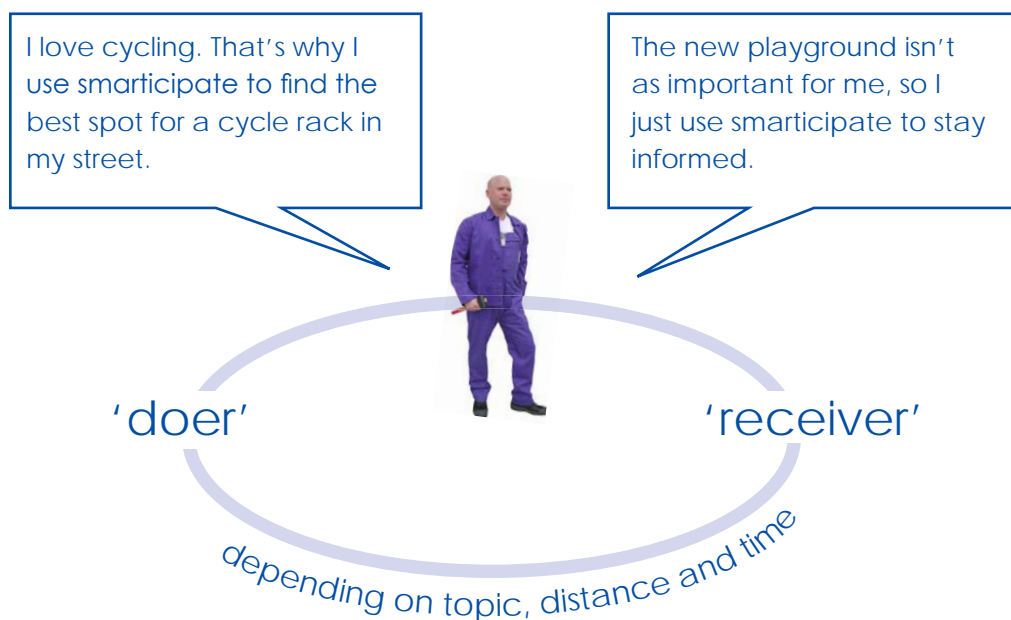 I love cycling. That's why I
use smarticipate to find the
best spot for a cycle rack in
my street.
The new playground isn't
as important for me, so I
just use smarticipate to stay
informed.
'doer'
'receiver'
depending on topic, distance and time